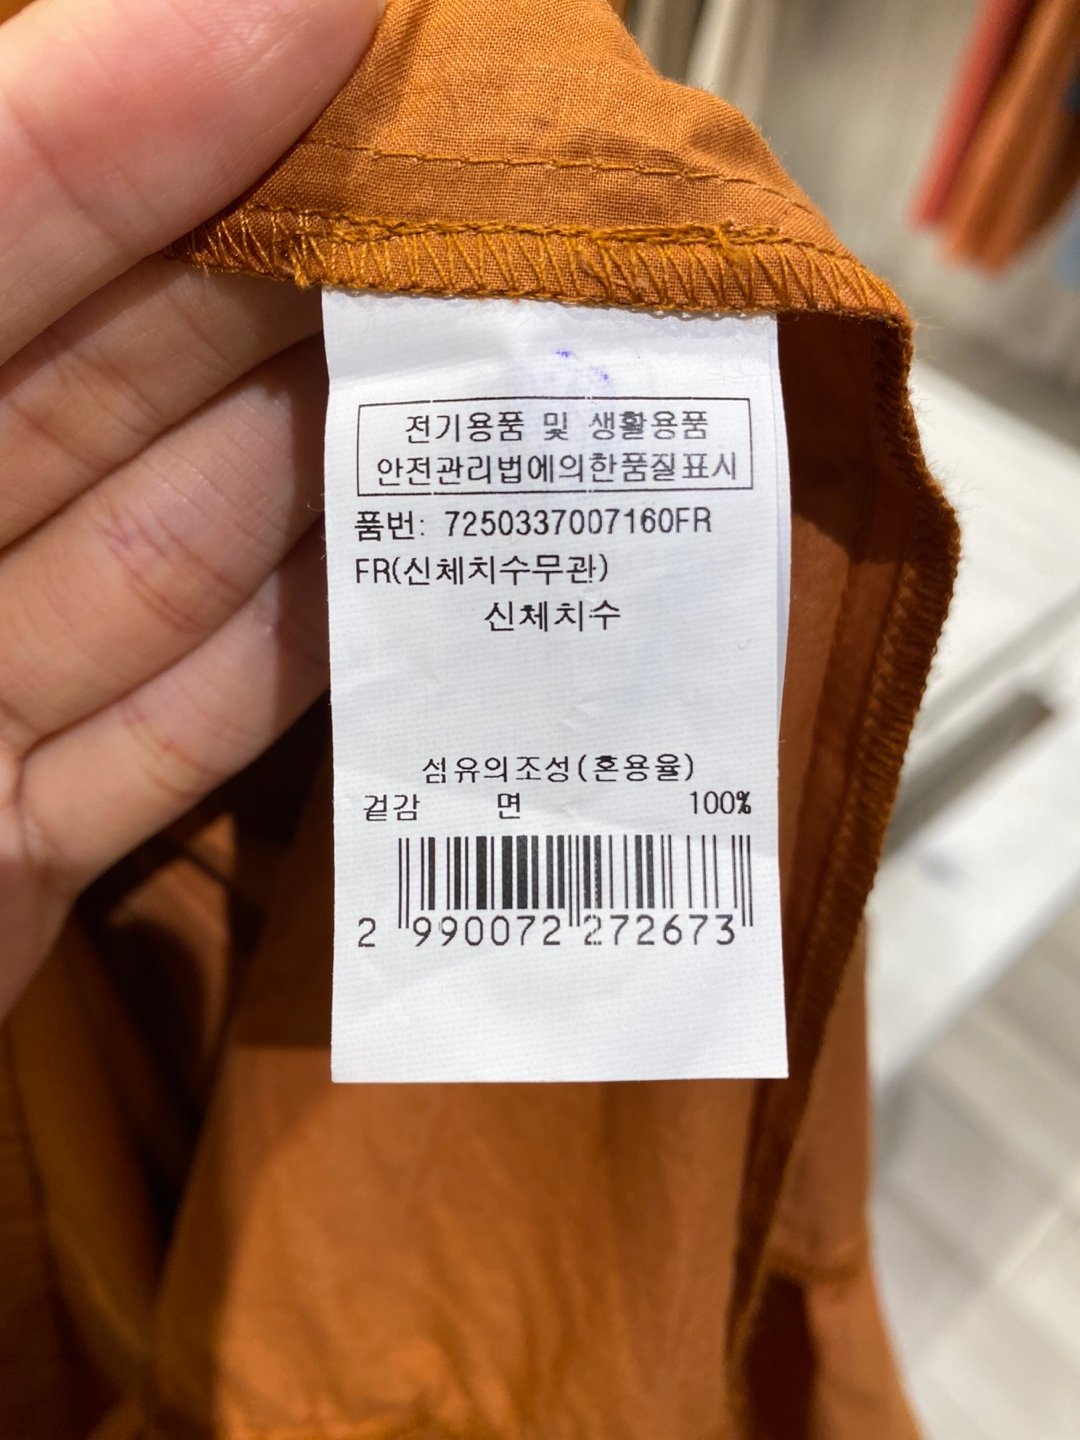 전기용품 및 생활용품
안전관리법에의한품질표시
품번: 7250337007160FR
FR(신체치수무관)
신체치수
섬유의조성(혼용율)
겉감 면 100%
2 990072 272673